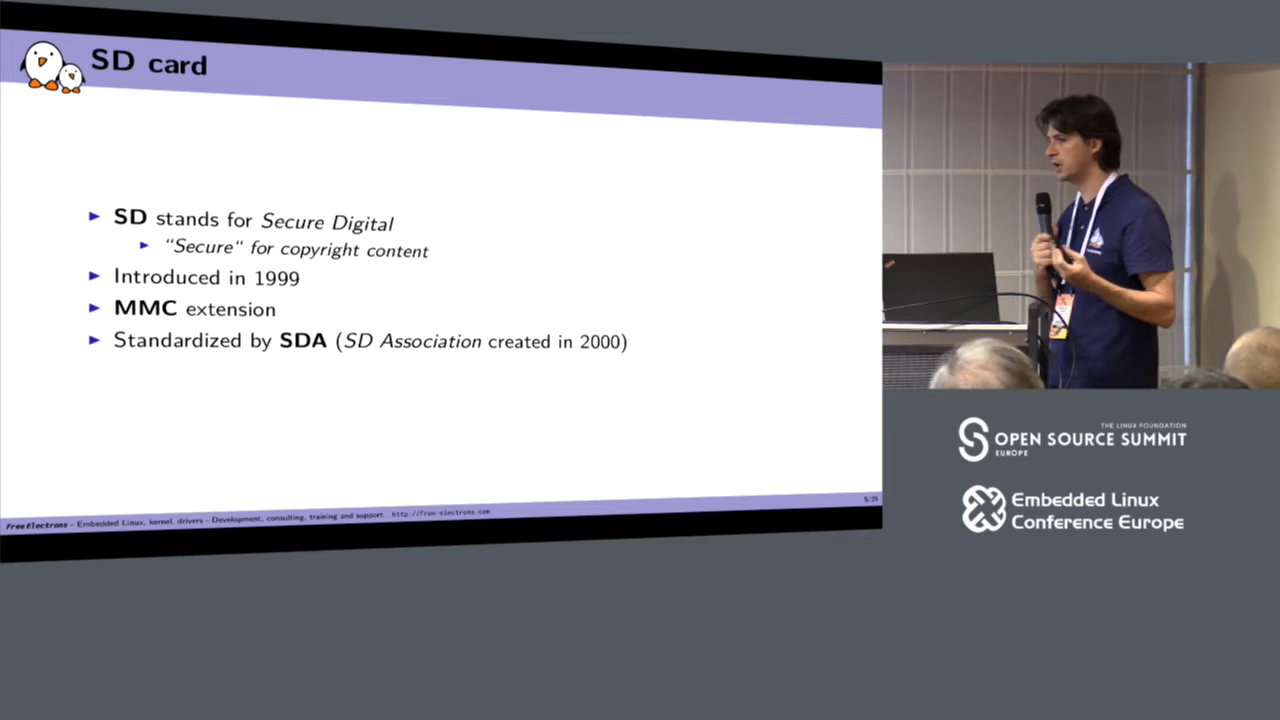 SD card
SD stands for Secure Digital
“Secure“ for copyright content
Introduced in 1999
MMC extension
Standardized by SDA (SD Association created in 2000)
5/25
Free Electrons - Embedded Linux, kernel, drivers - Development, consulting, training and support. http://free-electrons.com
THE LINUX FOUNDATION
OPEN SOURCE SUMMIT
EUROPE
Embedded Linux
Conference Europe